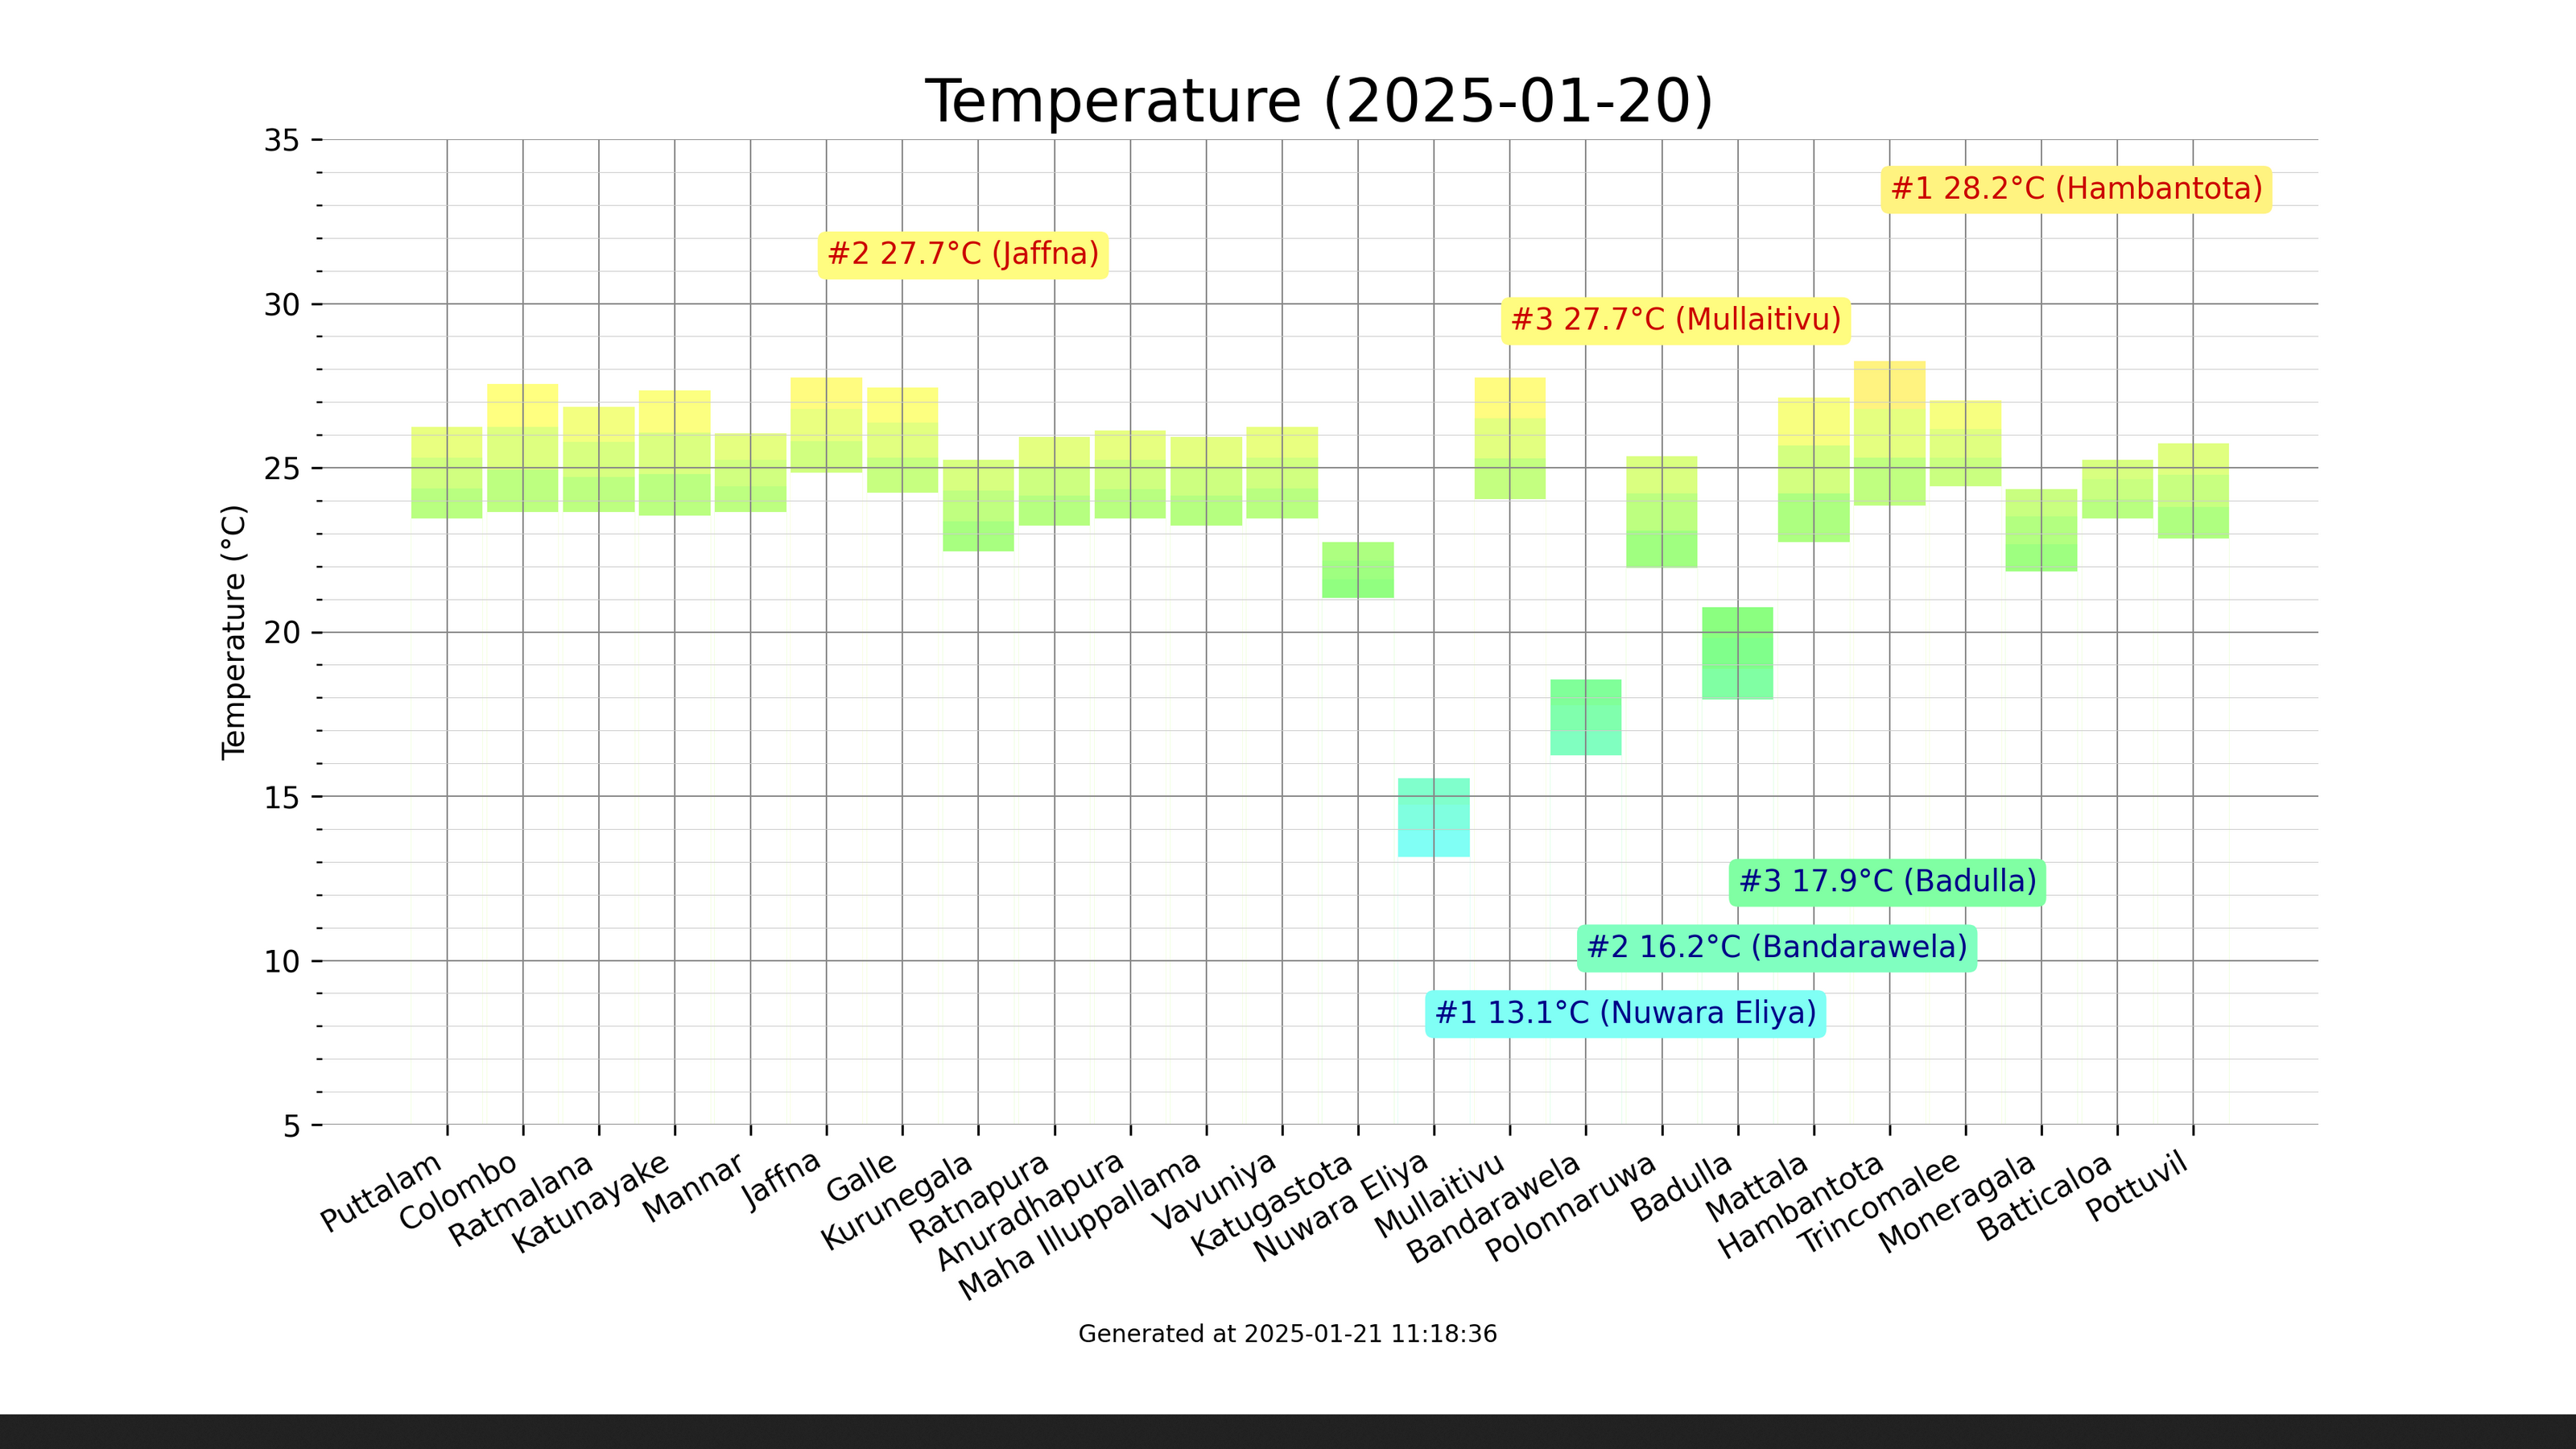 Temperature (2025-01-20)
35
30
25
20
15
10
5
Temperature (°C)
#1 28.2°C (Hambantota)
#2 27.7°C (Jaffna)
#3 27.7°C (Mullaitivu)
#3 17.9°C (Badulla)
#2 16.2°C (Bandarawela)
#1 13.1°C (Nuwara Eliya)
Puttalam
Colombo
Ratmalana
Katunayake
Mannar
Jaffna
Galle
Kurunegala
Ratnapura
Anuradhapura
Maha Illuppallama
Vavuniya
Katugastota
Nuwara Eliya
Mullaitivu
Bandarawela
Polonnaruwa
Badulla
Mattala
Hambantota
Trincomalee
Moneragala
Batticaloa
Pottuvil
Generated at 2025-01-21 11:18:36